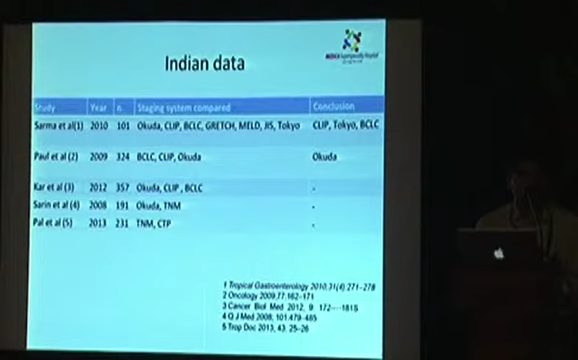 Indian data
Study Year n Staging system compared Conclusion
Sarma et al(1) 2010 101 Okuda, CLIP, BCLC, GRETCH, MELD, JIS, Tokyo CLIP, Tokyo, BCLC
Paul et al (2) 2009 324 BCLC, CLIP, Okuda Okuda
Kar et al (3) 2012 357 Okuda, CLIP , BCLC -
Sarin et al (4) 2008 191 Okuda, TNM -
Pal et al (5) 2013 231 TNM, CTP -
1 Tropical Gastroenterology 2010;31(4) 271-278
2 Oncology 2009;77:162-171
3 Cancer Biol Med 2012, 9
4 Q J Med 2008, 101:479-485
5 Trop Doc 2013, 43. 25-26